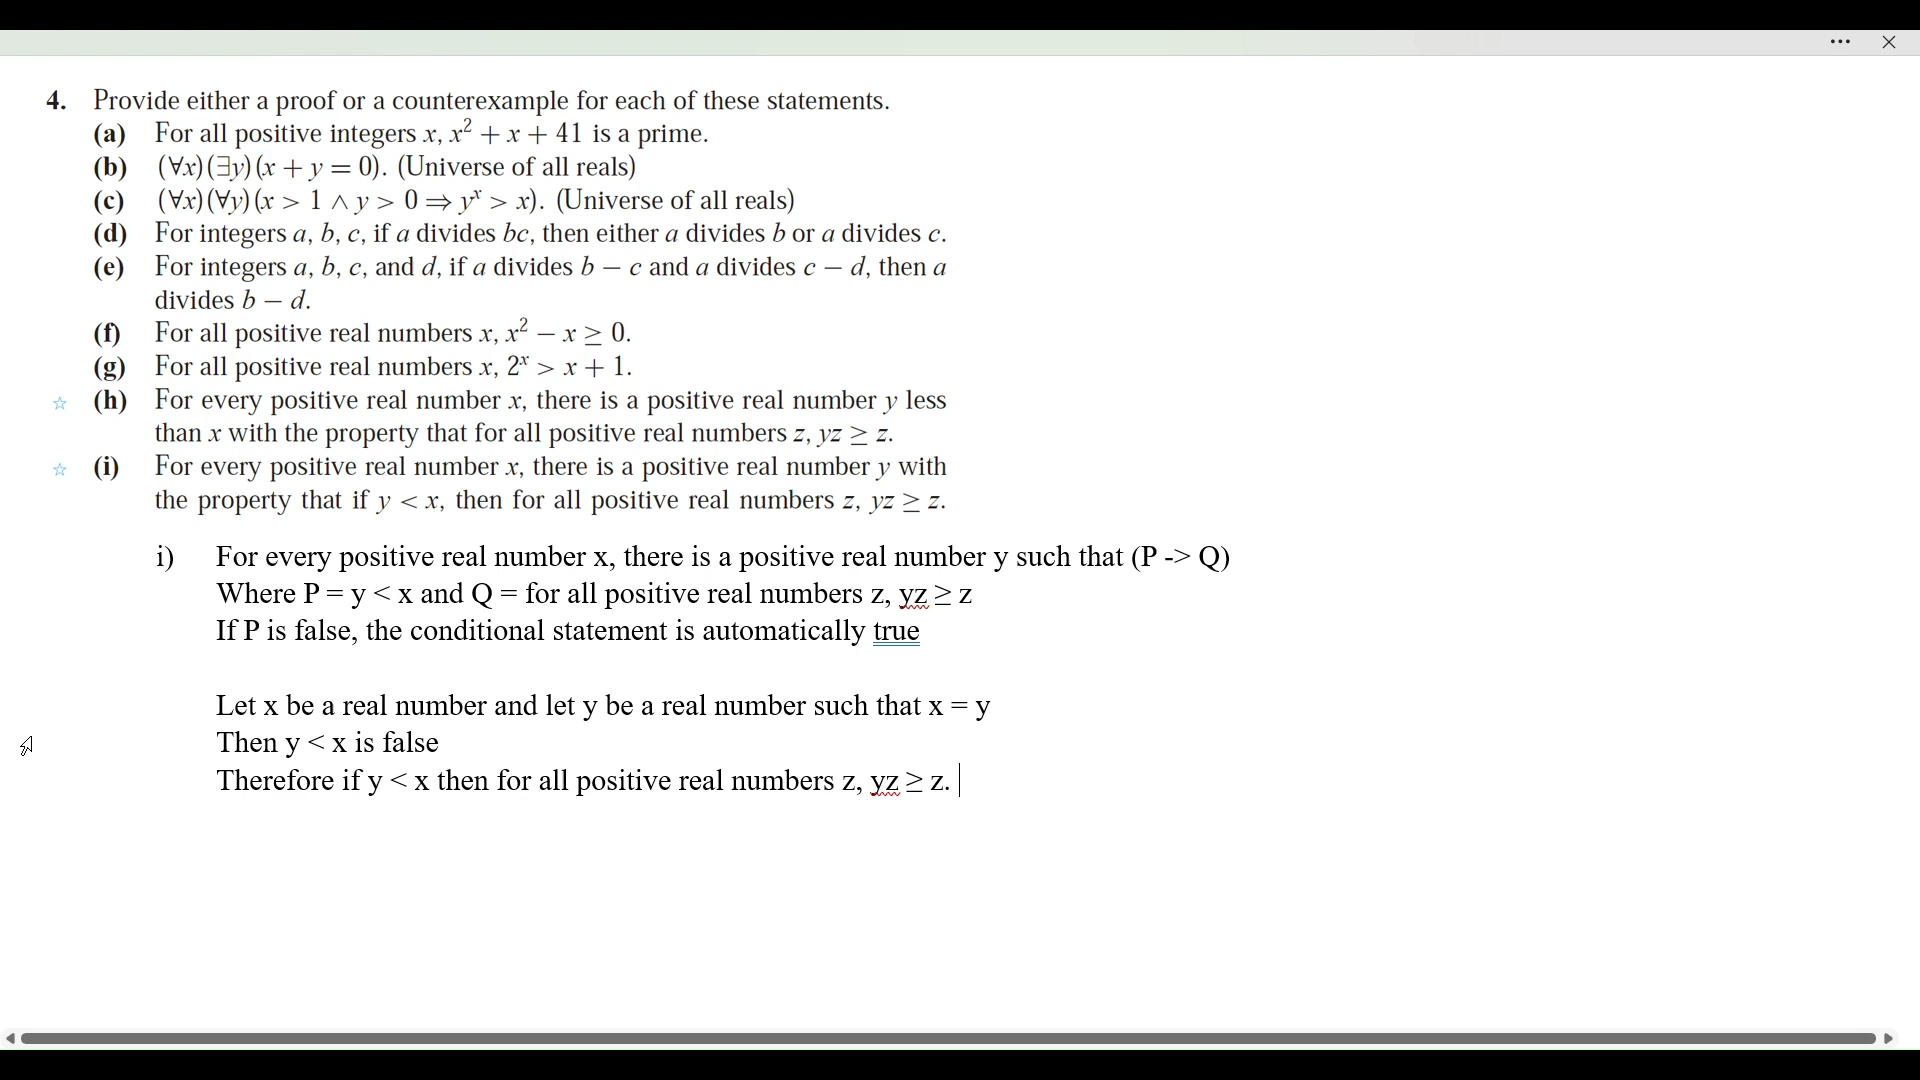 4. Provide either a proof or a counterexample for each of these statements.
(a) For all positive integers x, x² + x + 41 is a prime.
(b) (∀x)(∃y)(x + y = 0). (Universe of all reals)
(c) (∀x)(∀y)(x > 1 ∧ y > 0 ⇒ yˣ > x). (Universe of all reals)
(d) For integers a, b, c, if a divides bc, then either a divides b or a divides c.
(e) For integers a, b, c, and d, if a divides b − c and a divides c − d, then a
divides b − d.
(f) For all positive real numbers x, x² − x ≥ 0.
(g) For all positive real numbers x, 2ˣ > x + 1.
☆ (h) For every positive real number x, there is a positive real number y less
than x with the property that for all positive real numbers z, yz ≥ z.
☆ (i) For every positive real number x, there is a positive real number y with
the property that if y < x, then for all positive real numbers z, yz ≥ z.
i) For every positive real number x, there is a positive real number y such that (P -> Q)
Where P = y < x and Q = for all positive real numbers z, yz ≥ z
If P is false, the conditional statement is automatically true
Let x be a real number and let y be a real number such that x = y
Then y < x is false
Therefore if y < x then for all positive real numbers z, yz ≥ z.